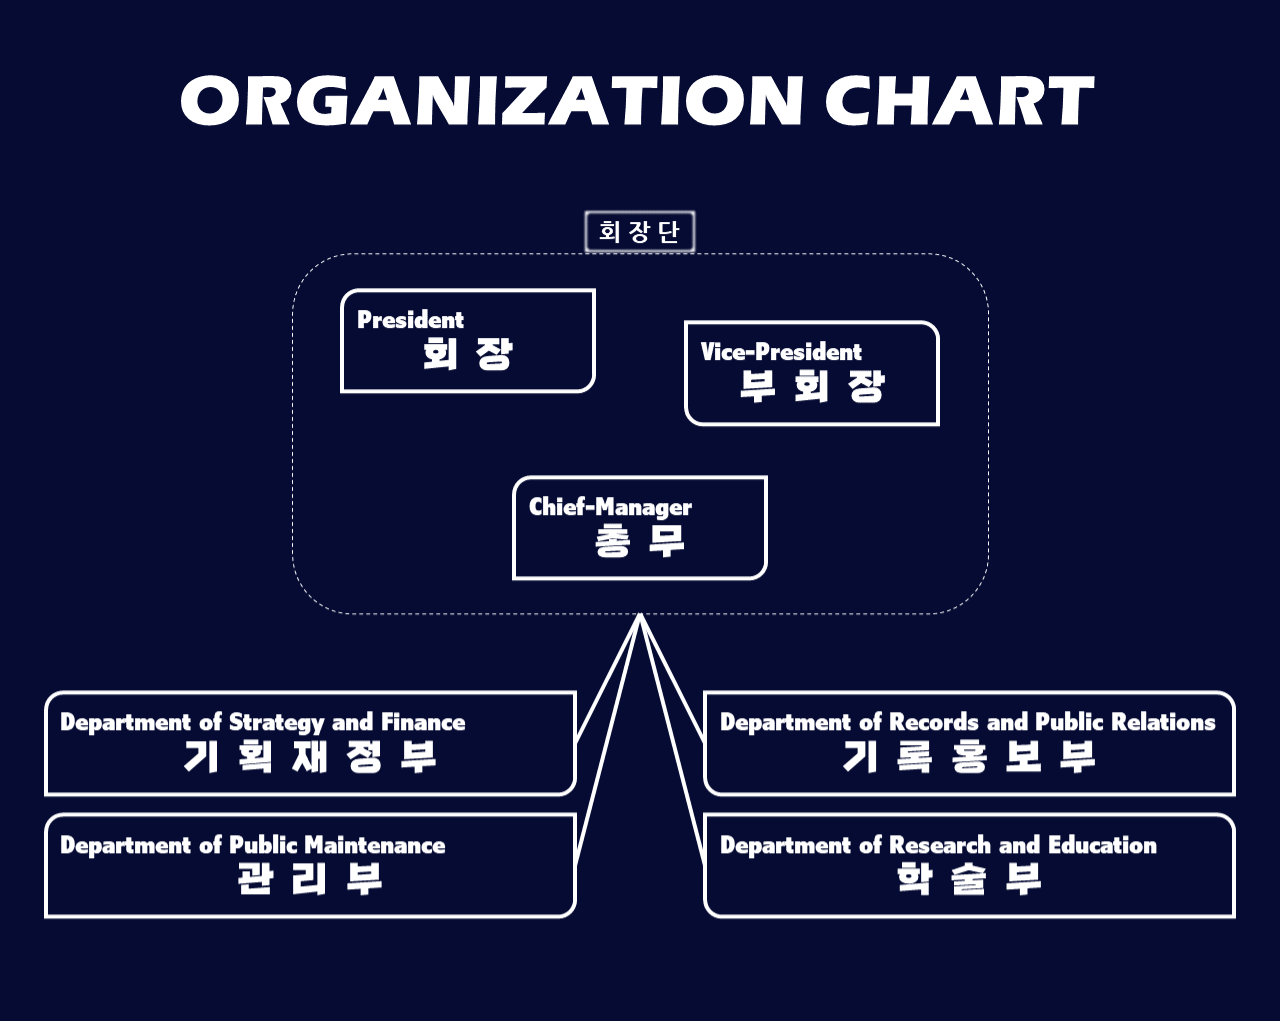 ORGANIZATION CHART
회장단
President
회 장
Vice-President
부 회 장
Chief-Manager
총 무
Department of Strategy and Finance
기 획 재 정 부
Department of Records and Public Relations
기 록 홍 보 부
Department of Public Maintenance
관 리 부
Department of Research and Education
학 술 부